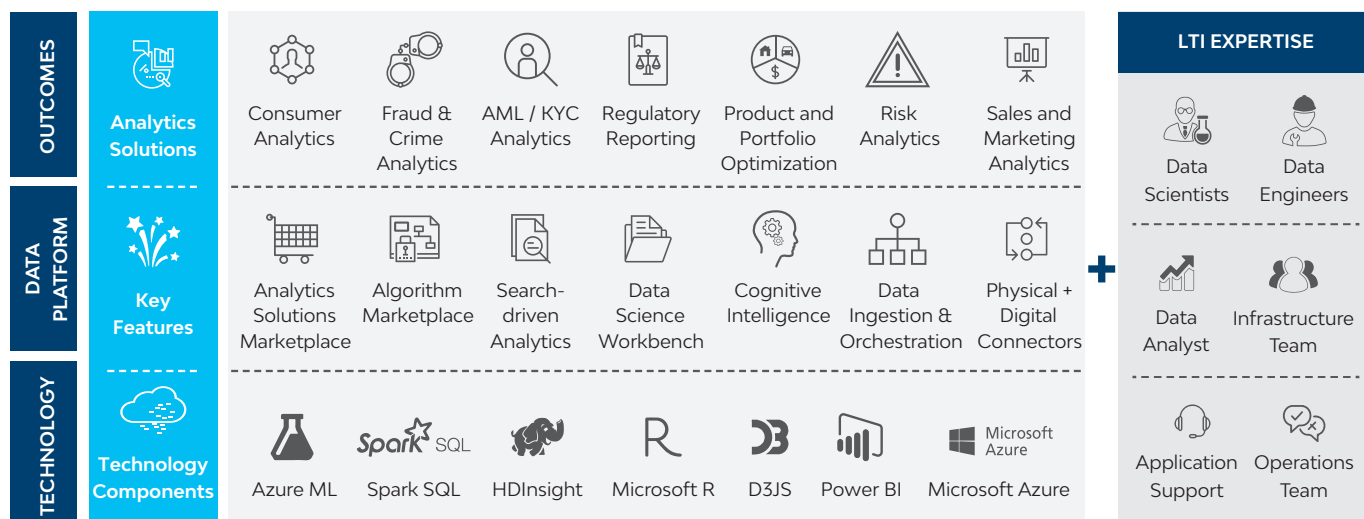 OUTCOMES
Analytics
Solutions
Consumer
Analytics
Fraud &
Crime
Analytics
AML / KYC
Analytics
Regulatory
Reporting
Product and
Portfolio
Optimization
Risk
Analytics
Sales and
Marketing
Analytics
DATA
PLATFORM
Key
Features
Analytics
Solutions
Marketplace
Algorithm
Marketplace
Search-
driven
Analytics
Data
Science
Workbench
Cognitive
Intelligence
Data
Ingestion &
Orchestration
Physical +
Digital
Connectors
TECHNOLOGY
Technology
Components
Azure ML
Spark SQL
Spark SQL
HDInsight
R
Microsoft R
D3
D3JS
Power BI
Microsoft
Azure
Microsoft Azure
+
LTI EXPERTISE
Data
Scientists
Data
Engineers
Data
Analyst
Infrastructure
Team
Application
Support
Operations
Team